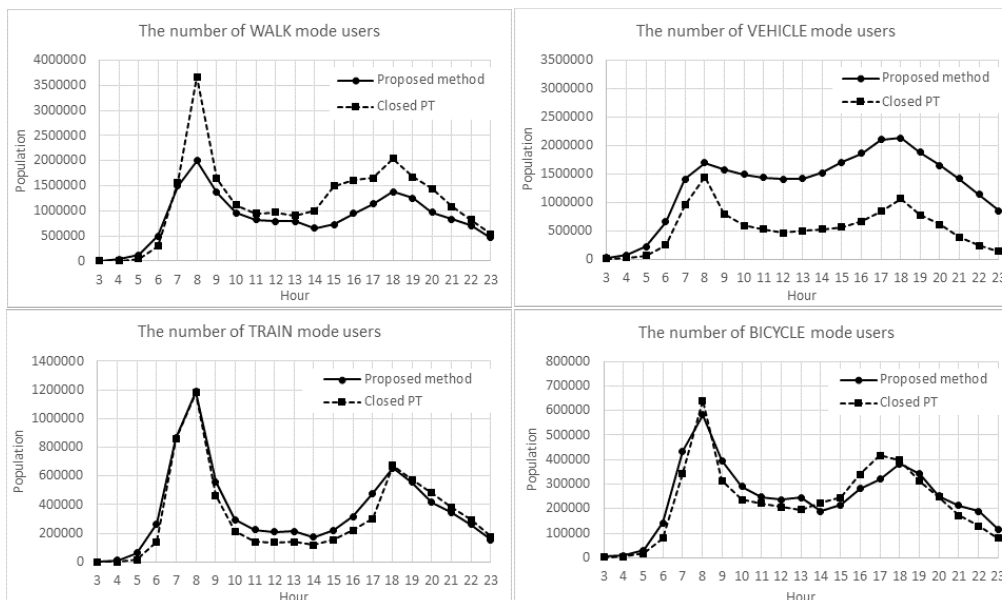 The number of WALK mode users
4000000
3500000
3000000
2500000
2000000
1500000
1000000
500000
0
Population
Proposed method
Closed PT
3 4 5 6 7 8 9 10 11 12 13 14 15 16 17 18 19 20 21 22 23
Hour
The number of VEHICLE mode users
3500000
3000000
2500000
2000000
1500000
1000000
500000
0
Population
Proposed method
Closed PT
3 4 5 6 7 8 9 10 11 12 13 14 15 16 17 18 19 20 21 22 23
Hour
The number of TRAIN mode users
1400000
1200000
1000000
800000
600000
400000
200000
0
Population
Proposed method
Closed PT
3 4 5 6 7 8 9 10 11 12 13 14 15 16 17 18 19 20 21 22 23
Hour
The number of BICYCLE mode users
800000
700000
600000
500000
400000
300000
200000
100000
0
Population
Proposed method
Closed PT
3 4 5 6 7 8 9 10 11 12 13 14 15 16 17 18 19 20 21 22 23
Hour